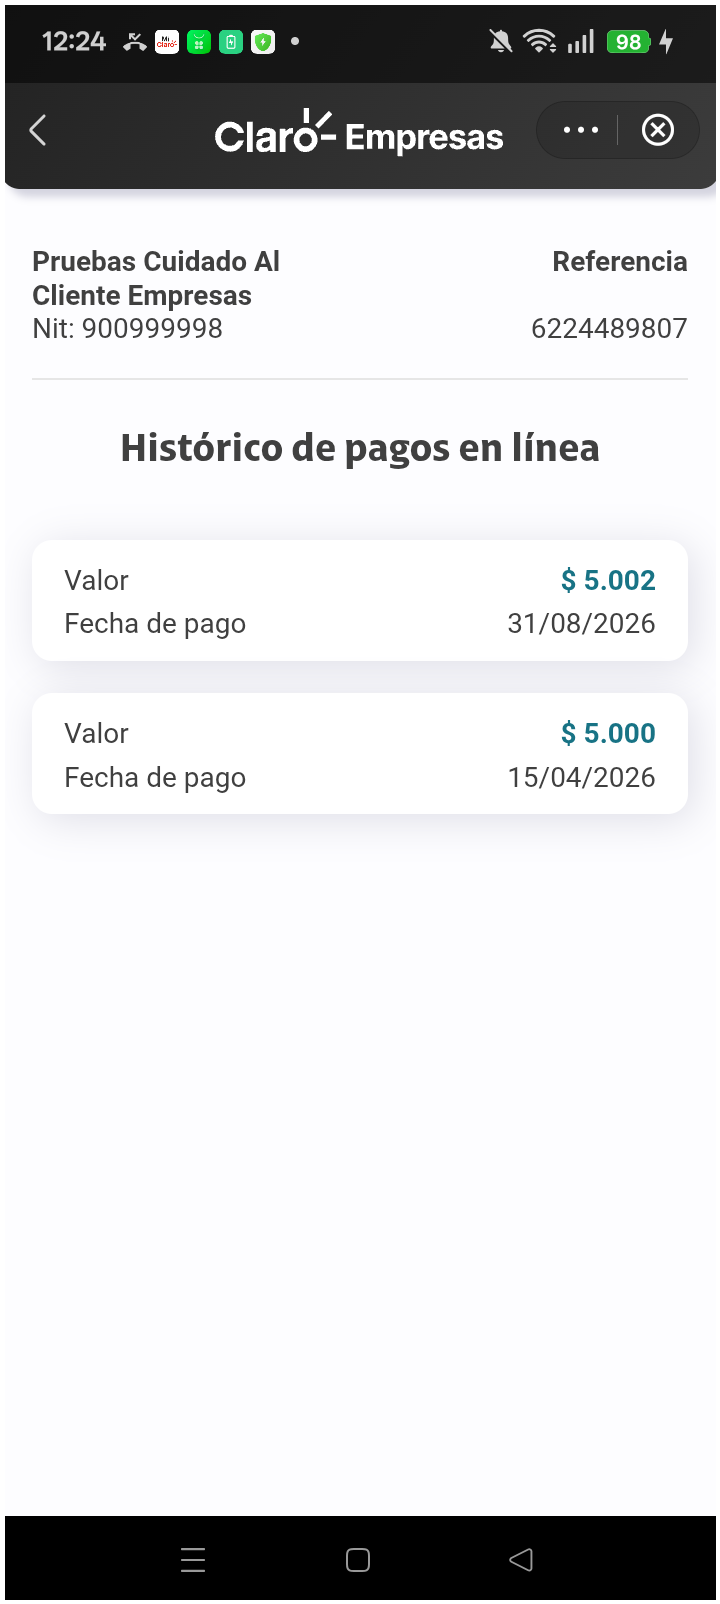 12:24
98
Claro- Empresas
Pruebas Cuidado Al
Cliente Empresas
Nit: 900999998
Referencia
6224489807
Histórico de pagos en línea
Valor $ 5.002
Fecha de pago 31/08/2026
Valor $ 5.000
Fecha de pago 15/04/2026